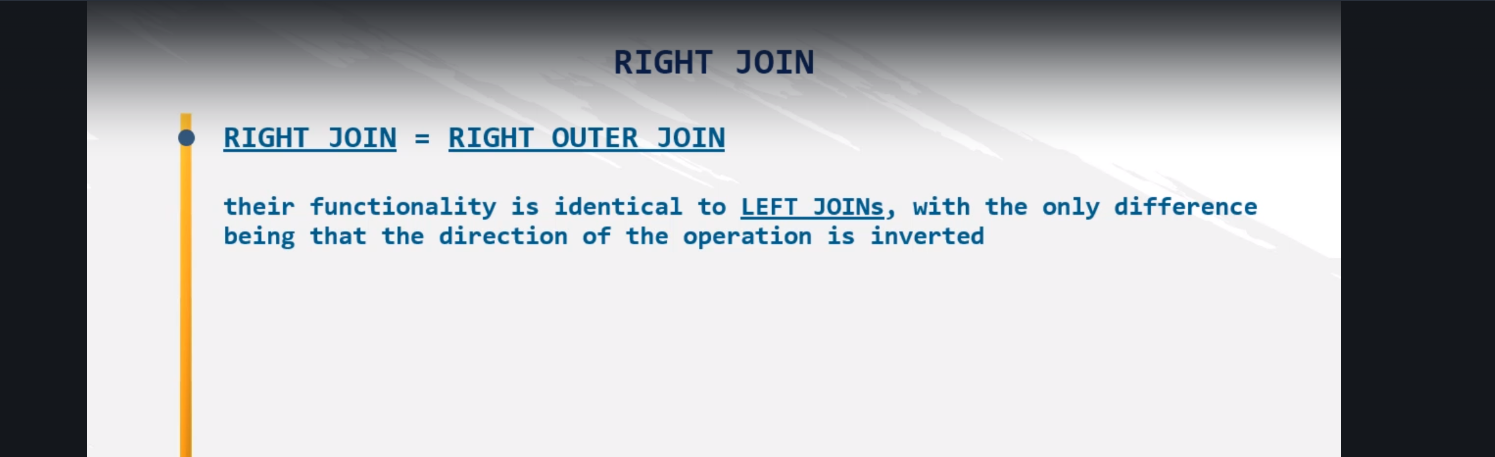 RIGHT JOIN
RIGHT JOIN = RIGHT OUTER JOIN
their functionality is identical to LEFT JOINs, with the only difference
being that the direction of the operation is inverted